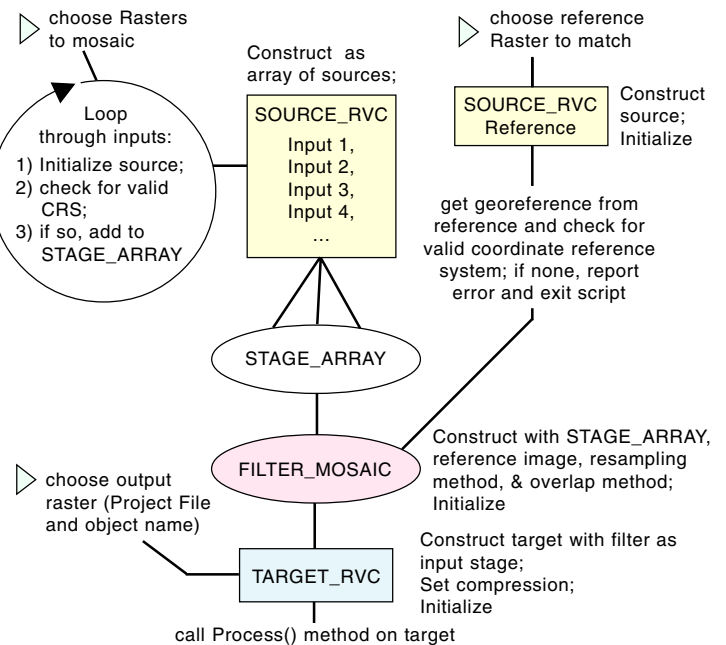 choose Rasters
to mosaic
Loop
through inputs:
1) Initialize source;
2) check for valid
CRS;
3) if so, add to
STAGE_ARRAY
Construct as
array of sources;
SOURCE_RVC
Input 1,
Input 2,
Input 3,
Input 4,
...
choose reference
Raster to match
SOURCE_RVC
Reference
Construct
source;
Initialize
get georeference from
reference and check for
valid coordinate reference
system; if none, report
error and exit script
STAGE_ARRAY
FILTER_MOSAIC
Construct with STAGE_ARRAY,
reference image, resampling
method, & overlap method;
Initialize
choose output
raster (Project File
and object name)
TARGET_RVC
Construct target with filter as
input stage;
Set compression;
Initialize
call Process() method on target